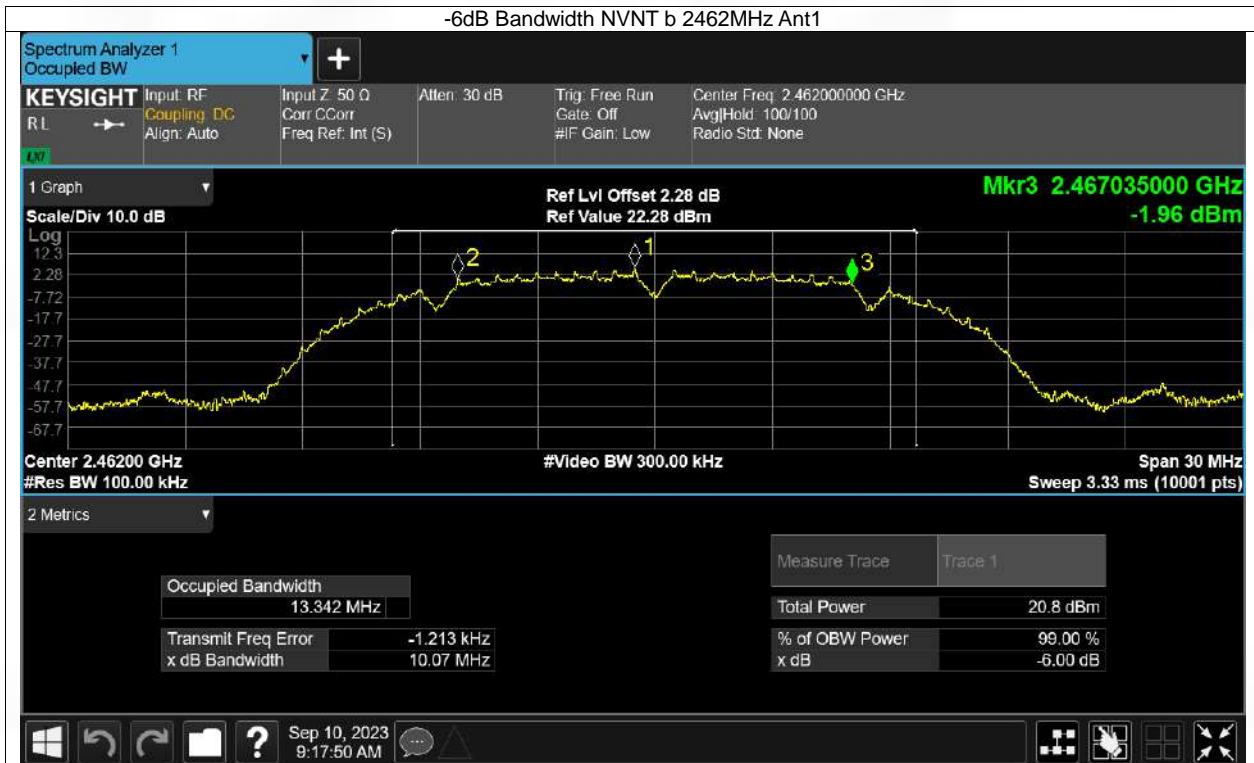 -6dB Bandwidth NVNT b 2462MHz Ant1
Spectrum Analyzer 1
Occupied BW
KEYSIGHT
RL
LXI
Input: RF
Coupling: DC
Align: Auto
Input Z: 50 Ω
Corr CCorr
Freq Ref: Int (S)
Atten: 30 dB
Trig: Free Run
Gate: Off
#IF Gain: Low
Center Freq: 2.462000000 GHz
Avg|Hold: 100/100
Radio Std: None
1 Graph
Scale/Div 10.0 dB
Ref Lvl Offset 2.28 dB
Ref Value 22.28 dBm
Mkr3 2.467035000 GHz
-1.96 dBm
Log
12.3
2.28
-7.72
-17.7
-27.7
-37.7
-47.7
-57.7
-67.7
2
1
3
Center 2.46200 GHz
#Res BW 100.00 kHz
#Video BW 300.00 kHz
Span 30 MHz
Sweep 3.33 ms (10001 pts)
2 Metrics
Measure Trace Trace 1
Occupied Bandwidth
13.342 MHz
Total Power 20.8 dBm
Transmit Freq Error -1.213 kHz
% of OBW Power 99.00 %
x dB Bandwidth 10.07 MHz
x dB -6.00 dB
?
Sep 10, 2023
9:17:50 AM